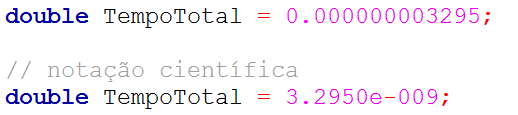 double TempoTotal = 0.000000003295;
// notação científica
double TempoTotal = 3.2950e-009;